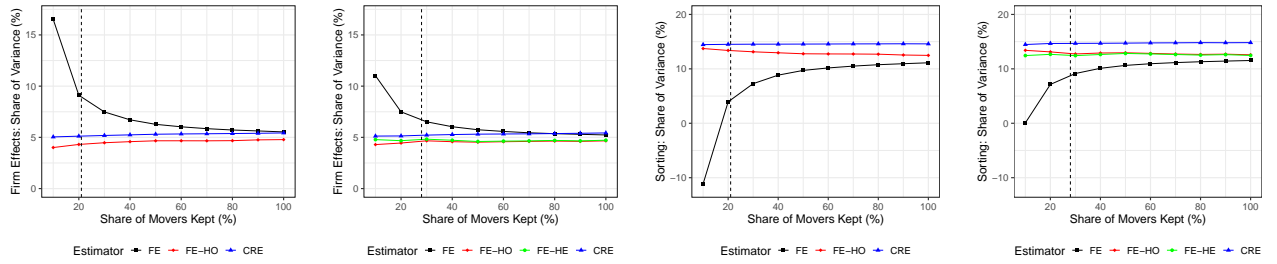 Firm Effects: Share of Variance (%)
15
10
5
0
20 40 60 80 100
Share of Movers Kept (%)
Estimator FE FE-HO CRE
Firm Effects: Share of Variance (%)
15
10
5
0
20 40 60 80 100
Share of Movers Kept (%)
Estimator FE FE-HO FE-HE CRE
Sorting: Share of Variance (%)
20
10
0
−10
20 40 60 80 100
Share of Movers Kept (%)
Estimator FE FE-HO CRE
Sorting: Share of Variance (%)
20
10
0
−10
20 40 60 80 100
Share of Movers Kept (%)
Estimator FE FE-HO FE-HE CRE